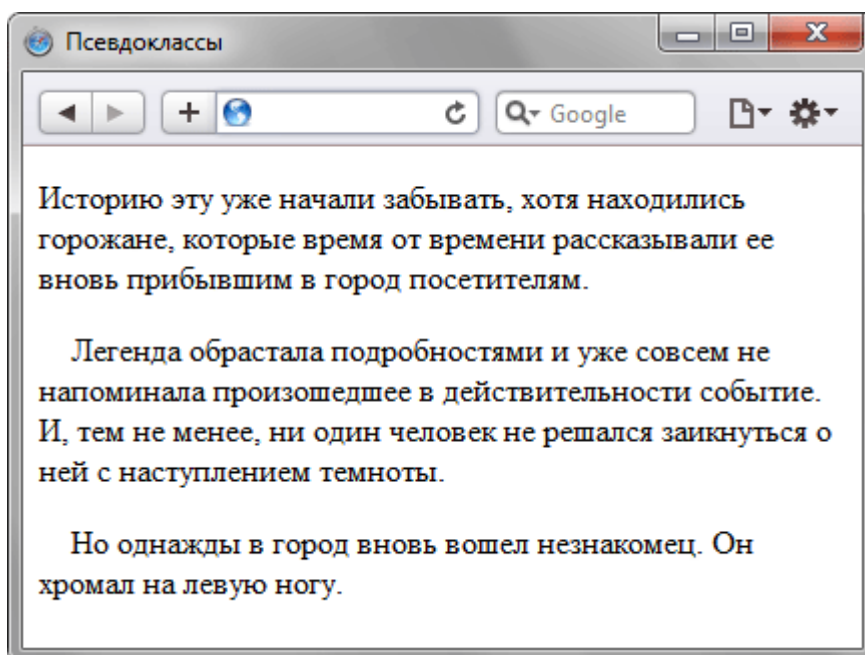 Псевдоклассы
Google
Историю эту уже начали забывать, хотя находились
горожане, которые время от времени рассказывали ее
вновь прибывшим в город посетителям.
Легенда обрастала подробностями и уже совсем не
напоминала произошедшее в действительности событие.
И, тем не менее, ни один человек не решался заикнуться о
ней с наступлением темноты.
Но однажды в город вновь вошел незнакомец. Он
хромал на левую ногу.